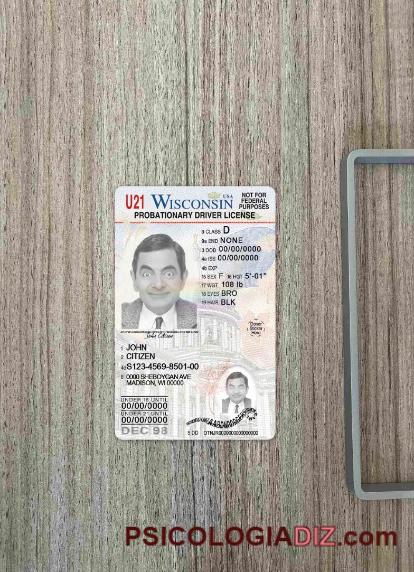 U21 WISCONSIN USA NOT FOR FEDERAL PURPOSES
PROBATIONARY DRIVER LICENSE
9 CLASS D
9a END NONE
3 DOB 00/00/0000
4a ISS 00/00/0000
4b EXP
15 SEX F 16 HGT 5'-01"
17 WGT 108 lb
18 EYES BRO
19 HAIR BLK
John Citizen
1 JOHN
2 CITIZEN
4d S123-4569-8501-00
8 0000 SHEBOYGAN AVE
MADISON, WI 00000
UNDER 18 UNTIL
00/00/0000
UNDER 21 UNTIL
00/00/0000
DEC 98
5 DD
PSICOLOGIADIZ.com